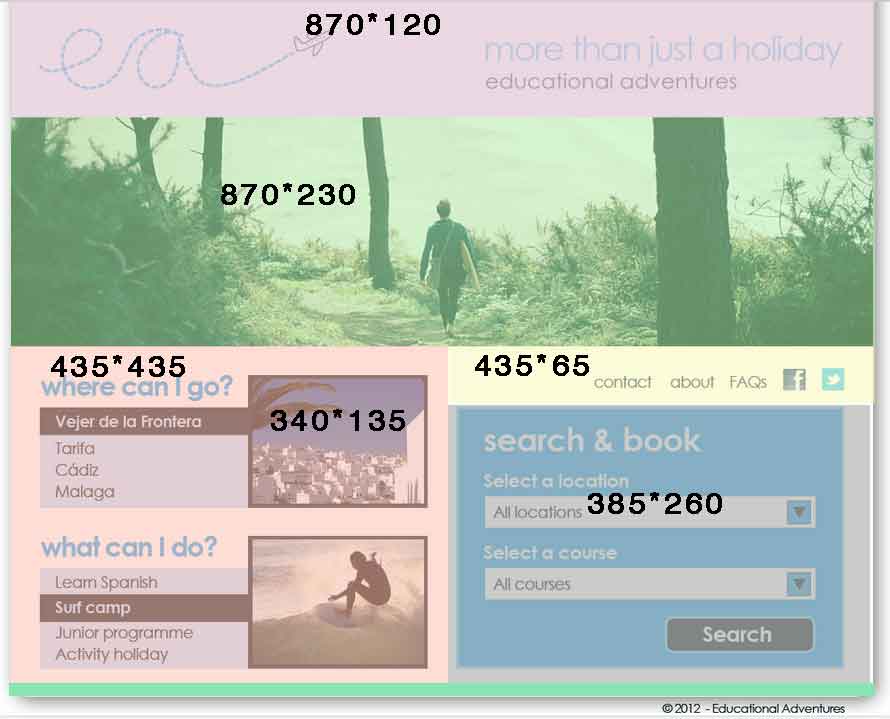 870*120
ea
more than just a holiday
educational adventures
870*230
435*435
where can I go?
Vejer de la Frontera
Tarifa
Cádiz
Malaga
340*135
what can I do?
Learn Spanish
Surf camp
Junior programme
Activity holiday
435*65
contact about FAQs f
search & book
Select a location
All locations
385*260
Select a course
All courses
Search
© 2012 - Educational Adventures